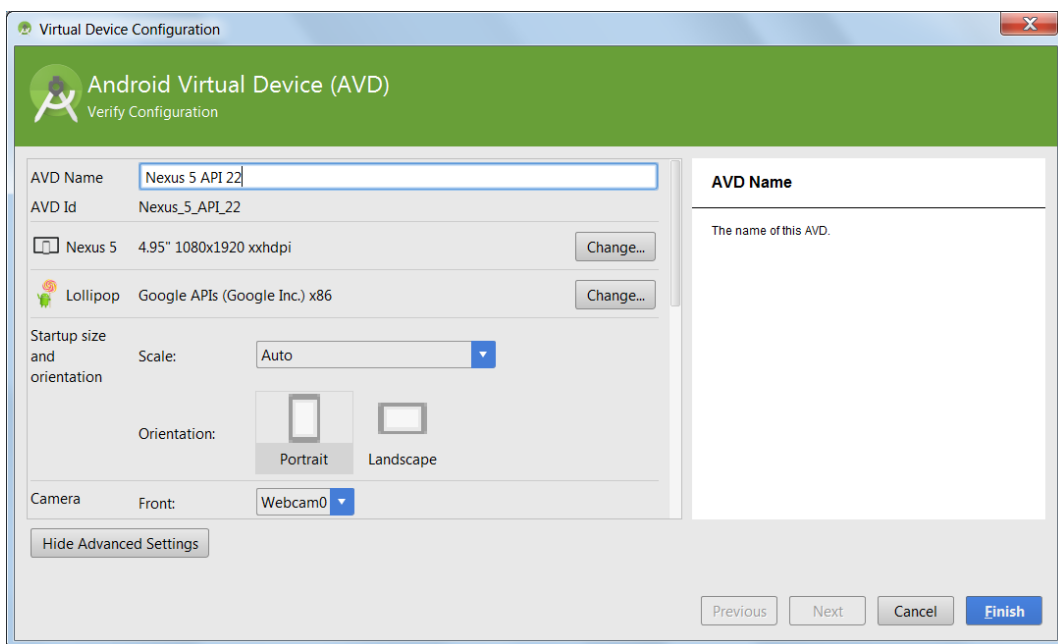 Virtual Device Configuration
X
Android Virtual Device (AVD)
Verify Configuration
AVD Name Nexus 5 API 22
AVD Id Nexus_5_API_22
Nexus 5 4.95" 1080x1920 xxhdpi Change...
Lollipop Google APIs (Google Inc.) x86 Change...
Startup size
and Scale: Auto
orientation
Orientation:
Portrait Landscape
Camera Front: Webcam0
Hide Advanced Settings
AVD Name
The name of this AVD.
Previous Next Cancel Finish